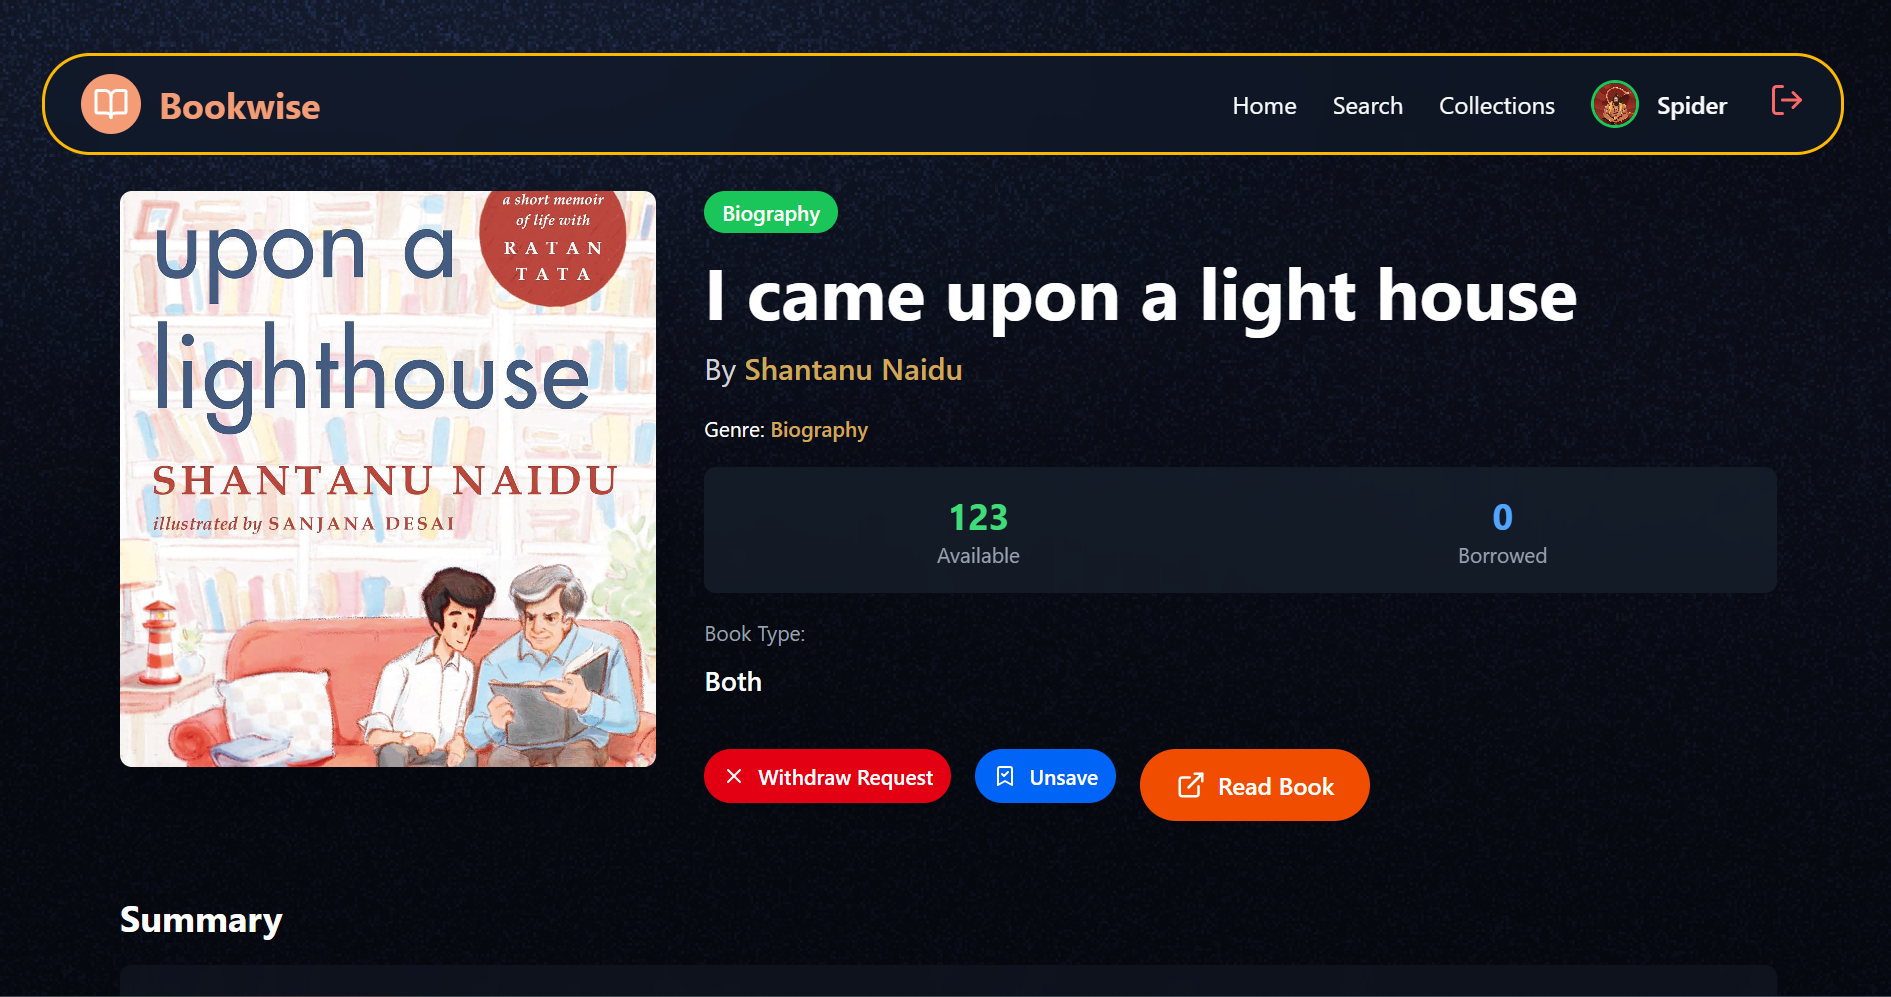 Bookwise
Home Search Collections Spider
a short memoir
of life with
RATAN
TATA
upon a
lighthouse
SHANTANU NAIDU
illustrated by SANJANA DESAI
Biography
I came upon a light house
By Shantanu Naidu
Genre: Biography
123
Available
0
Borrowed
Book Type:
Both
Withdraw Request
Unsave
Read Book
Summary